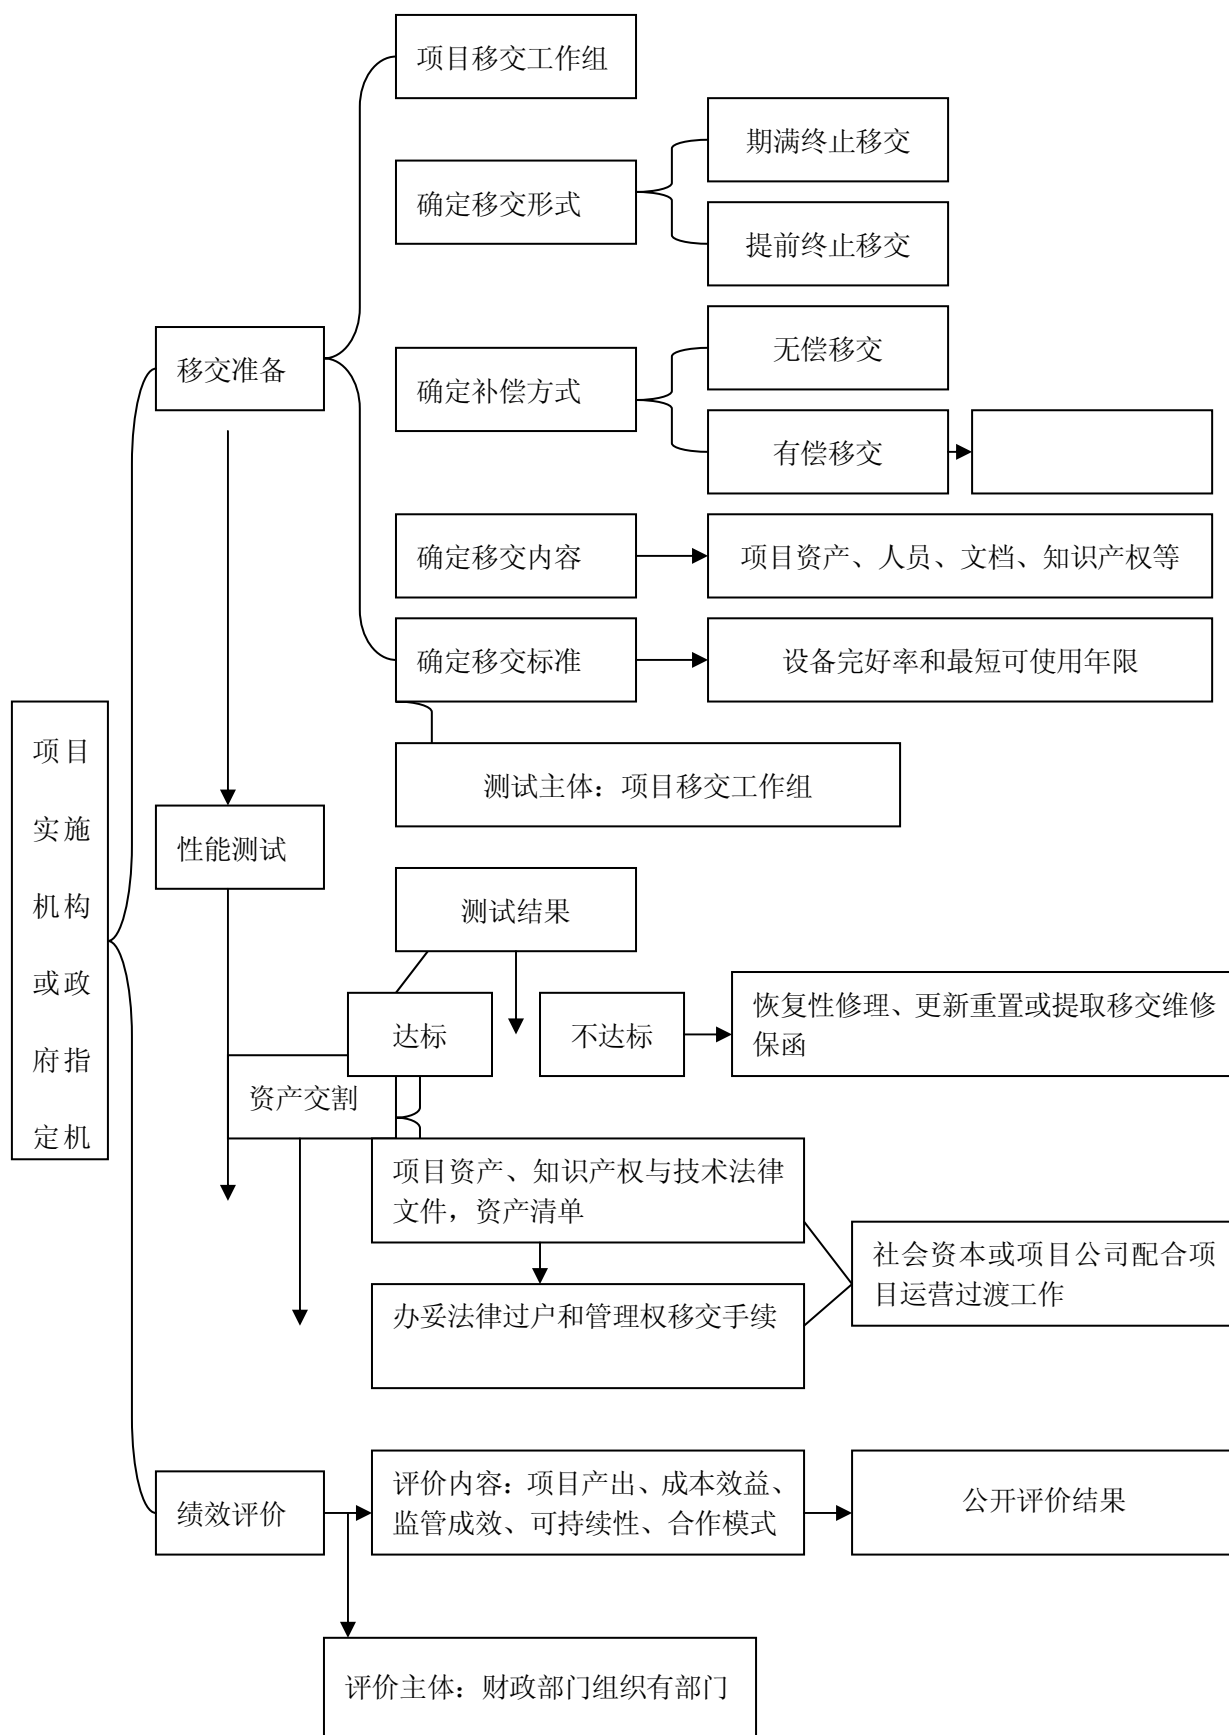 项目移交工作组
期满终止移交
确定移交形式
提前终止移交
无偿移交
移交准备
确定补偿方式
有偿移交
确定移交内容
项目资产、人员、文档、知识产权等
确定移交标准
设备完好率和最短可使用年限
项目
实施
机构
或政
府指
定机
测试主体：项目移交工作组
性能测试
测试结果
达标
不达标
恢复性修理、更新重置或提取移交维修
保函
资产交割
项目资产、知识产权与技术法律
文件，资产清单
社会资本或项目公司配合项
目运营过渡工作
办妥法律过户和管理权移交手续
绩效评价
评价内容：项目产出、成本效益、
监管成效、可持续性、合作模式
公开评价结果
评价主体：财政部门组织有部门